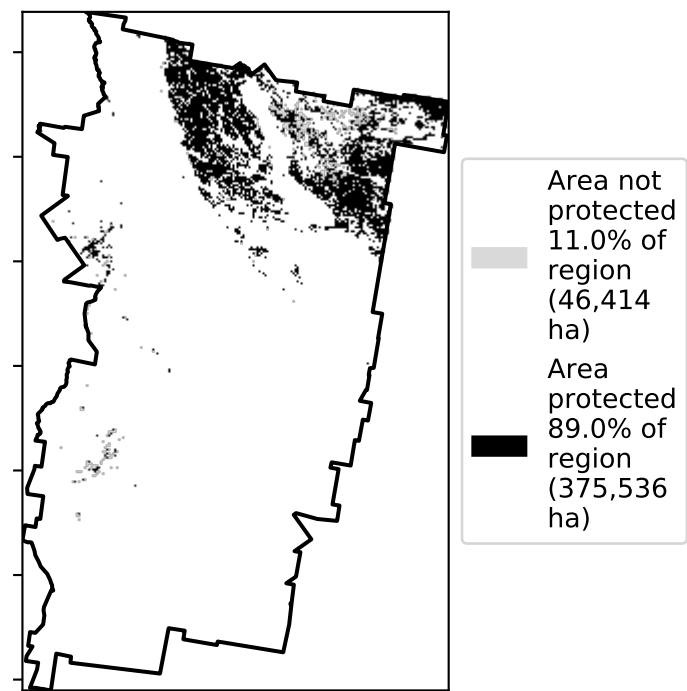 Area not
protected
11.0% of
region
(46,414
ha)
Area
protected
89.0% of
region
(375,536
ha)